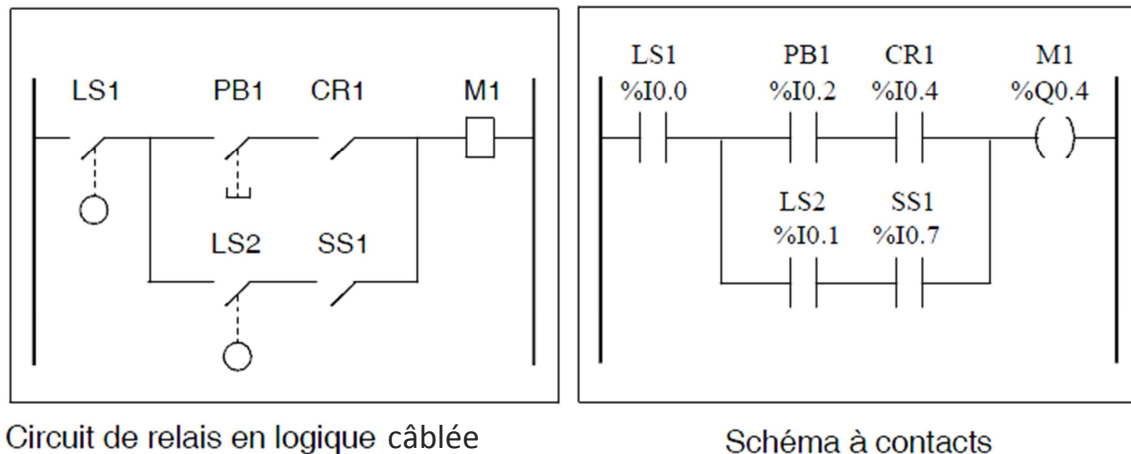 LS1 PB1 CR1 M1
LS2 SS1
LS1 PB1 CR1 M1
%I0.0 %I0.2 %I0.4 %Q0.4
LS2 SS1
%I0.1 %I0.7
Circuit de relais en logique câblée
Schéma à contacts